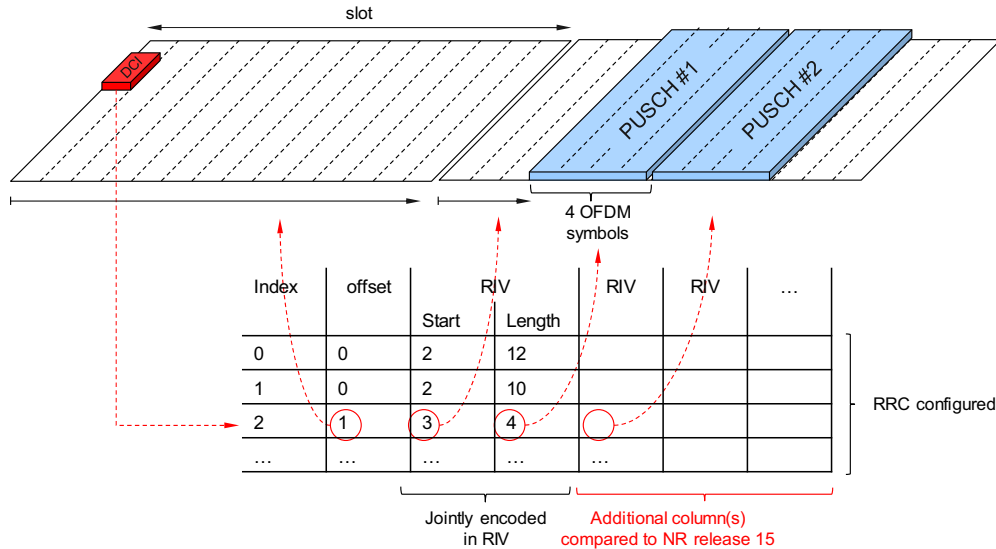 slot
DCI
PUSCH #1
PUSCH #2
4 OFDM
symbols
Index offset RIV RIV RIV …
Start Length
0 0 2 12
1 0 2 10
2 1 3 4
… … … … …
RRC configured
Jointly encoded
in RIV
Additional column(s)
compared to NR release 15